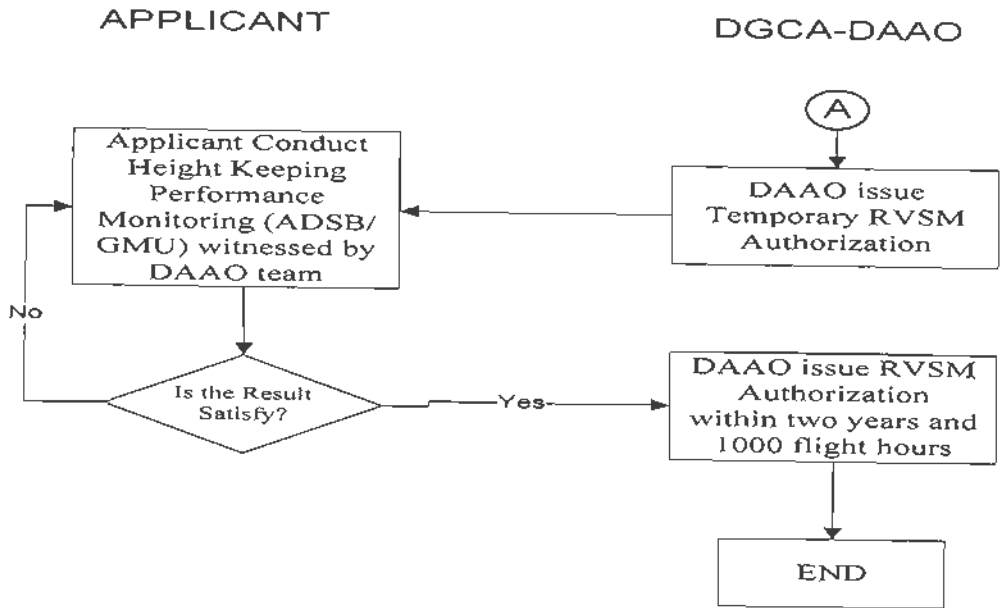 APPLICANT
DGCA-DAAO
A
Applicant Conduct
Height Keeping
Performance
Monitoring (ADSB/
GMU) witnessed by
DAAO team
DAAO issue
Temporary RVSM
Authorization
No
Is the Result
Satisfy?
Yes
DAAO issue RVSM
Authorization
within two years and
1000 flight hours
END